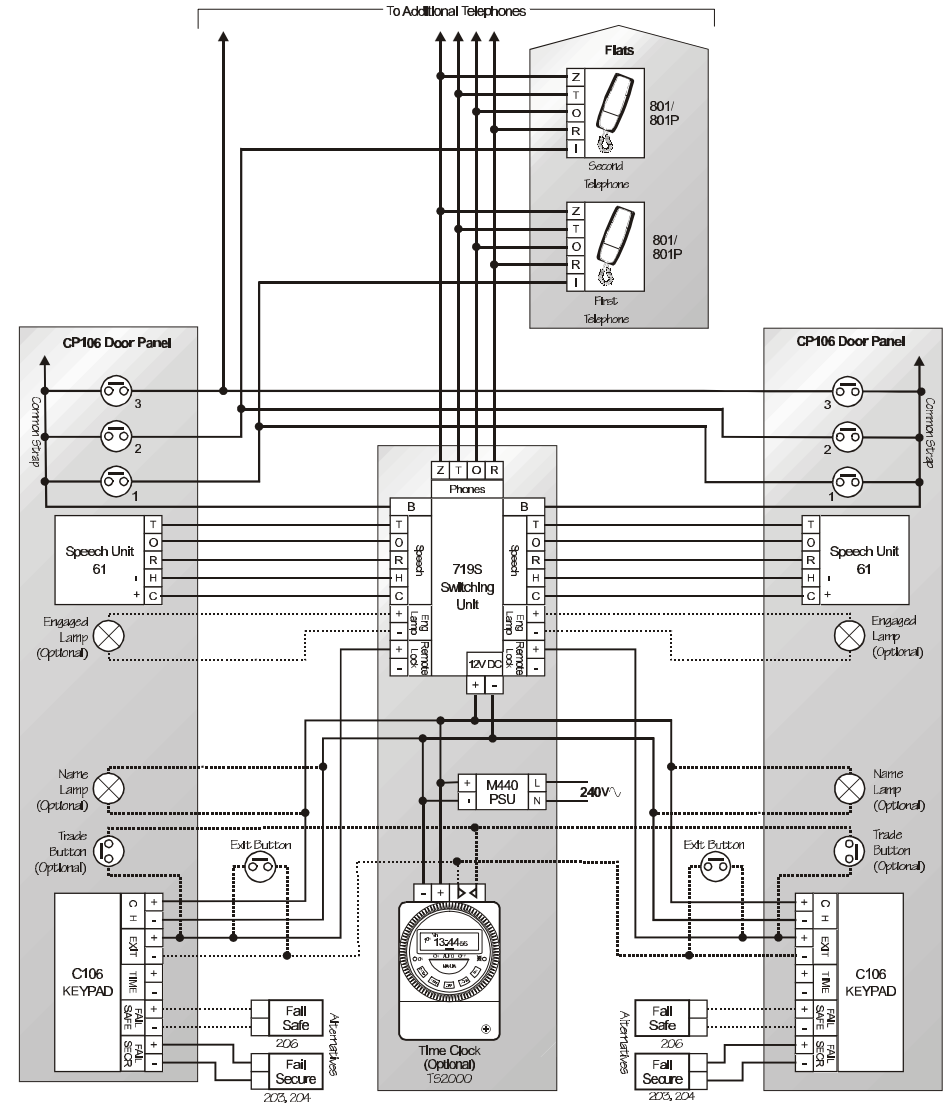 To Additional Telephones
Flats
Z
T
O
R
I
801/
801P
Second
Telephone
Z
T
O
R
I
801/
801P
First
Telephone
CP106 Door Panel
3
2
1
Common Strap
CP106 Door Panel
3
2
1
Common Strap
Z T O R
Phones
B
B
Speech Unit
61
T
O
R
- H
+ C
T
O
R
H
C
Speech
719S
Switching
Unit
Speech
T
O
R
H
C
T
O
R
H -
C +
Speech Unit
61
Engaged
Lamp
(Optional)
+
-
Eng
Lamp
+
-
Remote
Lock
12V DC
+ -
Eng
Lamp
+
-
Remote
Lock
+
-
Engaged
Lamp
(Optional)
Name
Lamp
(Optional)
+
-
M440
PSU
L
N
240V
Name
Lamp
(Optional)
Trade
Button
(Optional)
Exit Button
Exit Button
Trade
Button
(Optional)
- +
C106
KEYPAD
C +
H -
EXIT + -
TIME + -
FAIL
SAFE + -
FAIL
SECR + -
13:44
Time Clock
(Optional)
TS2000
Fail
Safe
206
Fail
Secure
203, 204
Alternatives
Alternatives
Fail
Safe
206
Fail
Secure
203, 204
+ C
- H
+ - EXIT
+ - TIME
+ - FAIL
SAFE
+ - FAIL
SECR
C106
KEYPAD